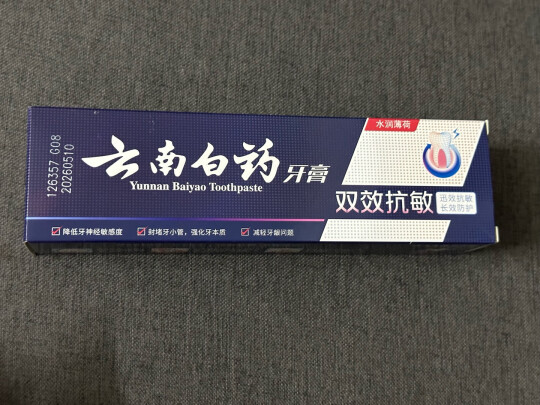 126357 G08
20260510
云南白药牙膏
Yunnan Baiyao Toothpaste
水润薄荷
双效抗敏
迅效抗敏
长效防护
降低牙神经敏感度
封堵牙小管，强化牙本质
减轻牙龈问题